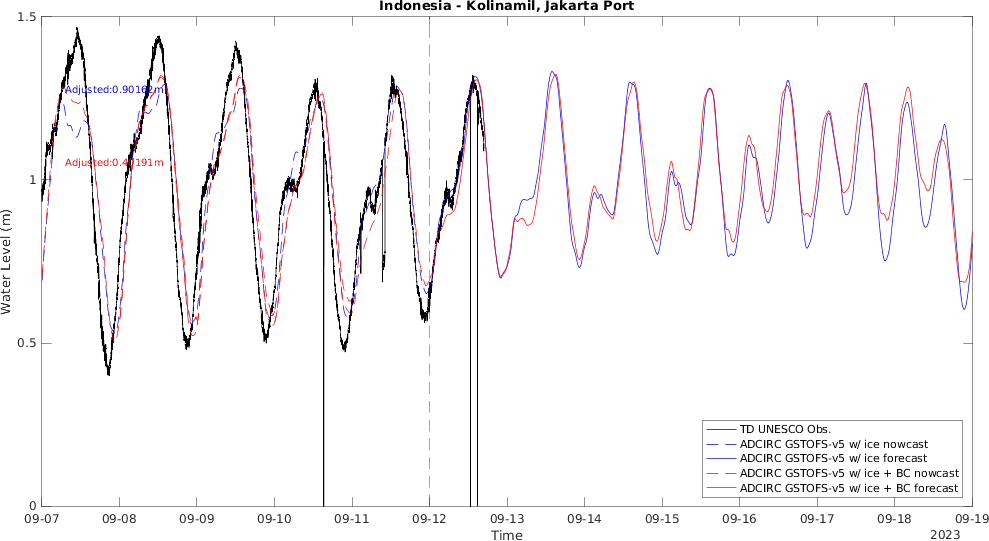 Indonesia - Kolinamil, Jakarta Port
1.5
1
0.5
0
Water Level (m)
Adjusted:0.90162m
09-07
09-08
09-09
09-10
09-11
09-12
09-13
09-14
09-15
09-16
09-17
09-18
09-19
Time
2023
TD UNESCO Obs.
ADCIRC GSTOFS-v5 w/ ice nowcast
ADCIRC GSTOFS-v5 w/ ice forecast
ADCIRC GSTOFS-v5 w/ ice + BC nowcast
ADCIRC GSTOFS-v5 w/ ice + BC forecast